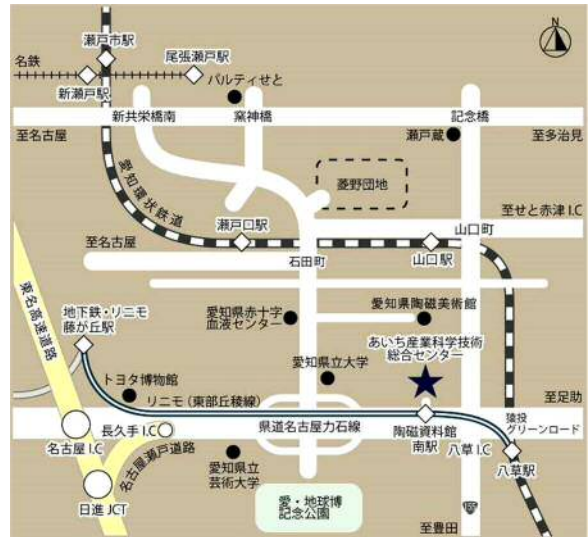 N
瀬戸市駅
名鉄
尾張瀬戸駅
新瀬戸駅
パルティせと
新共栄橋南
窯神橋
記念橋
至名古屋
瀬戸蔵
至多治見
愛知環状鉄道
菱野団地
至せと赤津I.C
瀬戸口駅
山口町
至名古屋
石田町
山口駅
東名高速道路
地下鉄・リニモ
藤が丘駅
愛知県赤十字
血液センター
愛知県陶磁美術館
あいち産業科学技術
総合センター
愛知県立大学
トヨタ博物館
リニモ(東部丘稜線)
至足助
猿投
グリーンロード
長久手I.C
県道名古屋力石線
陶磁資料館
南駅
名古屋I.C
八草I.C
八草駅
名古屋瀬戸道路
愛知県立
芸術大学
日進JCT
愛・地球博
記念公園
155
至豊田